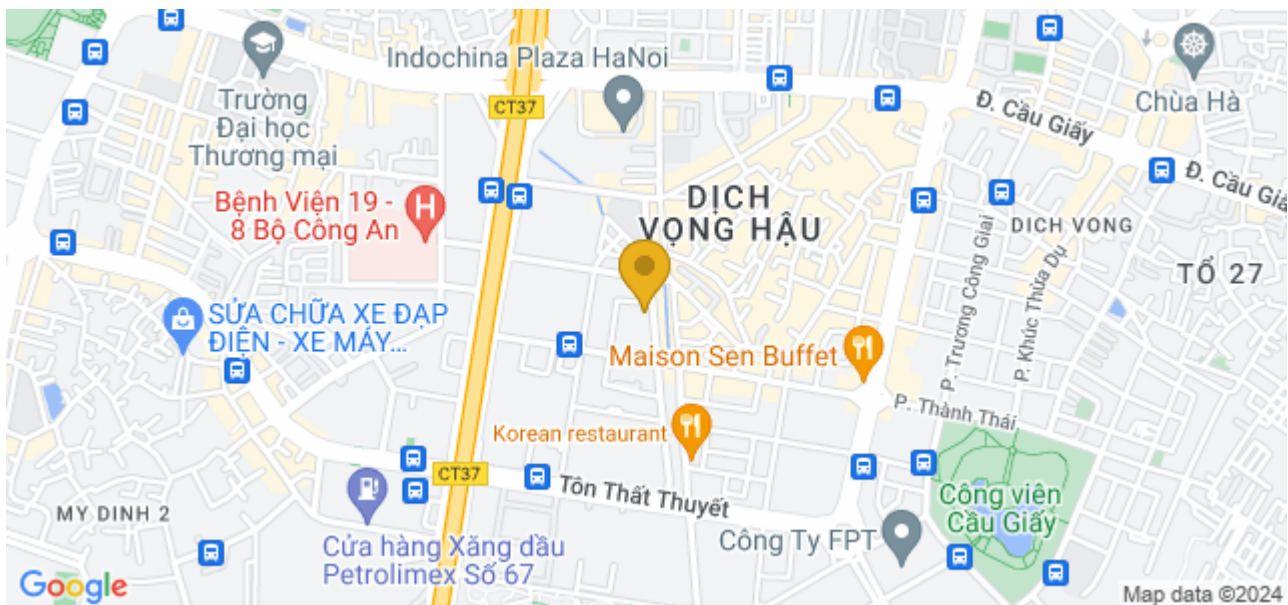 Indochina Plaza HaNoi
CT37
Trường
Đại học
Thương mại
Đ. Cầu Giấy
Chùa Hà
Đ. Cầu Giấ
Bệnh Viện 19 -
8 Bộ Công An
DỊCH
VỌNG HẬU
P. Trương Công Giai
DICH VONG
P. Khúc Thừa Dụ
TỔ 27
SỬA CHỮA XE ĐẠP
ĐIỆN - XE MÁY...
Maison Sen Buffet
P. Thành Thái
Korean restaurant
CT37
Tôn Thất Thuyết
MY DINH 2
Cửa hàng Xăng dầu
Petrolimex Số 67
Công Ty FPT
Công viên
Cầu Giấy
Google
Map data ©2024